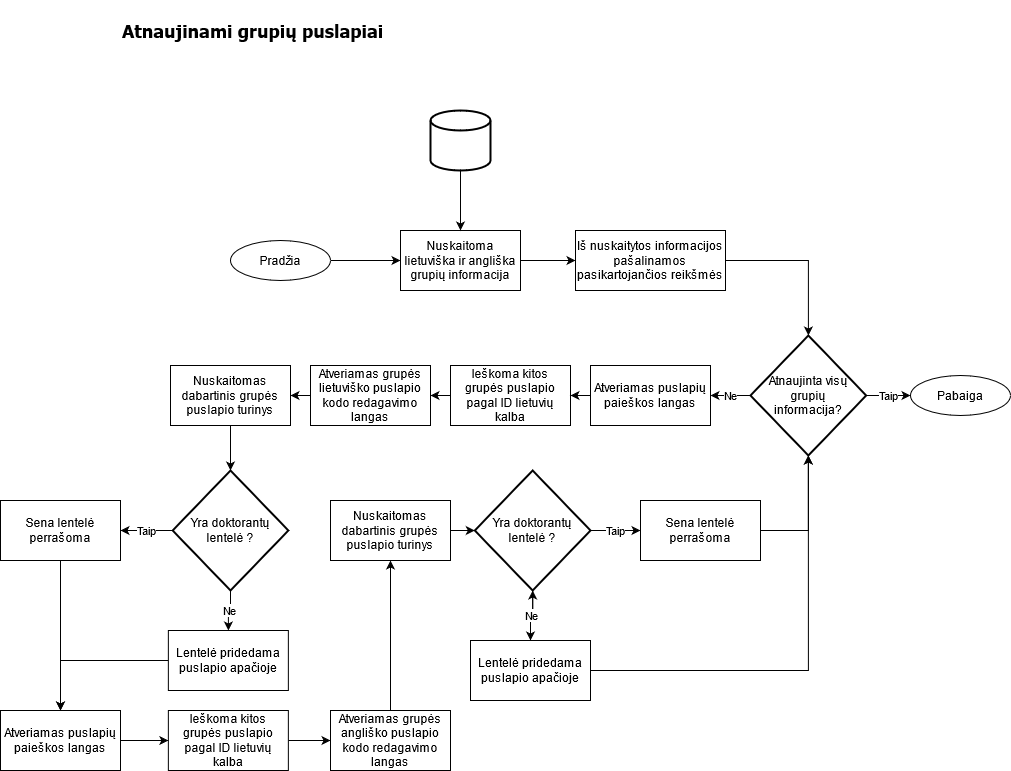 Atnaujinami grupių puslapiai
Pradžia
Nuskaitoma
lietuviška ir angliška
grupių informacija
Iš nuskaitytos informacijos
pašalinamos
pasikartojančios reikšmės
Atnaujinta visų
grupių
informacija?
Taip
Pabaiga
Ne
Atveriamas puslapių
paieškos langas
Ieškoma kitos
grupės puslapio
pagal ID lietuvių
kalba
Atveriamas grupės
lietuviško puslapio
kodo redagavimo
langas
Nuskaitomas
dabartinis grupės
puslapio turinys
Yra doktorantų
lentelė ?
Taip
Sena lentelė
perrašoma
Ne
Lentelė pridedama
puslapio apačioje
Atveriamas puslapių
paieškos langas
Ieškoma kitos
grupės puslapio
pagal ID lietuvių
kalba
Atveriamas grupės
angliško puslapio
kodo redagavimo
langas
Nuskaitomas
dabartinis grupės
puslapio turinys
Yra doktorantų
lentelė ?
Taip
Sena lentelė
perrašoma
Ne
Lentelė pridedama
puslapio apačioje